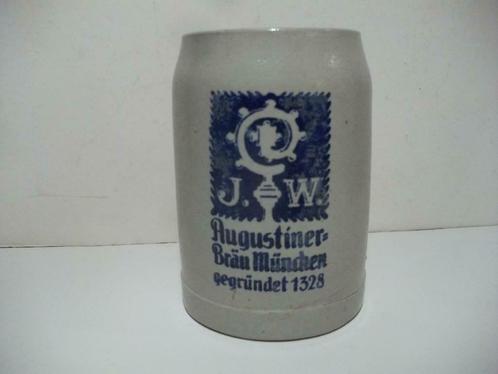 J. W.
Augustiner=
Bräu München
gegründet 1328